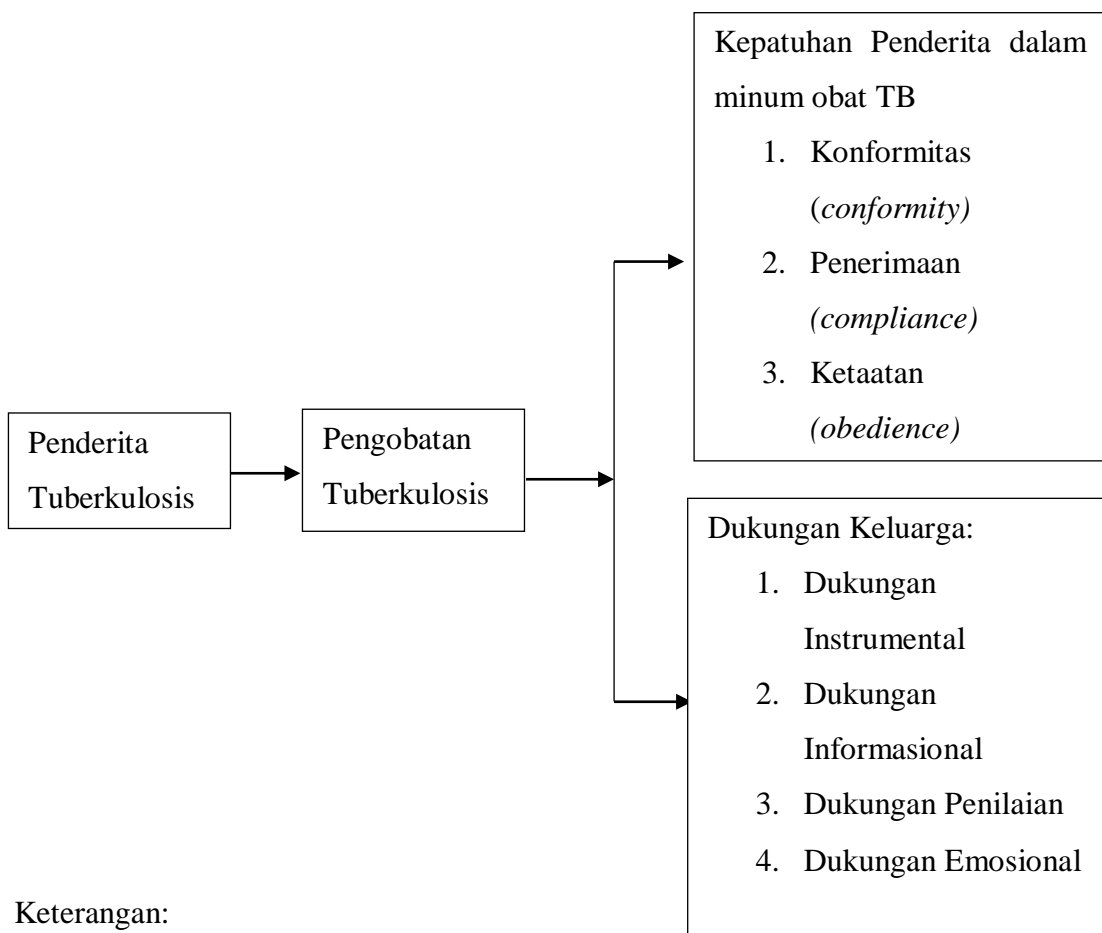 Kepatuhan Penderita dalam
minum obat TB
1. Konformitas
(conformity)
2. Penerimaan
(compliance)
3. Ketaatan
(obedience)
Penderita
Tuberkulosis
Pengobatan
Tuberkulosis
Dukungan Keluarga:
1. Dukungan
Instrumental
2. Dukungan
Informasional
3. Dukungan Penilaian
4. Dukungan Emosional
Keterangan: